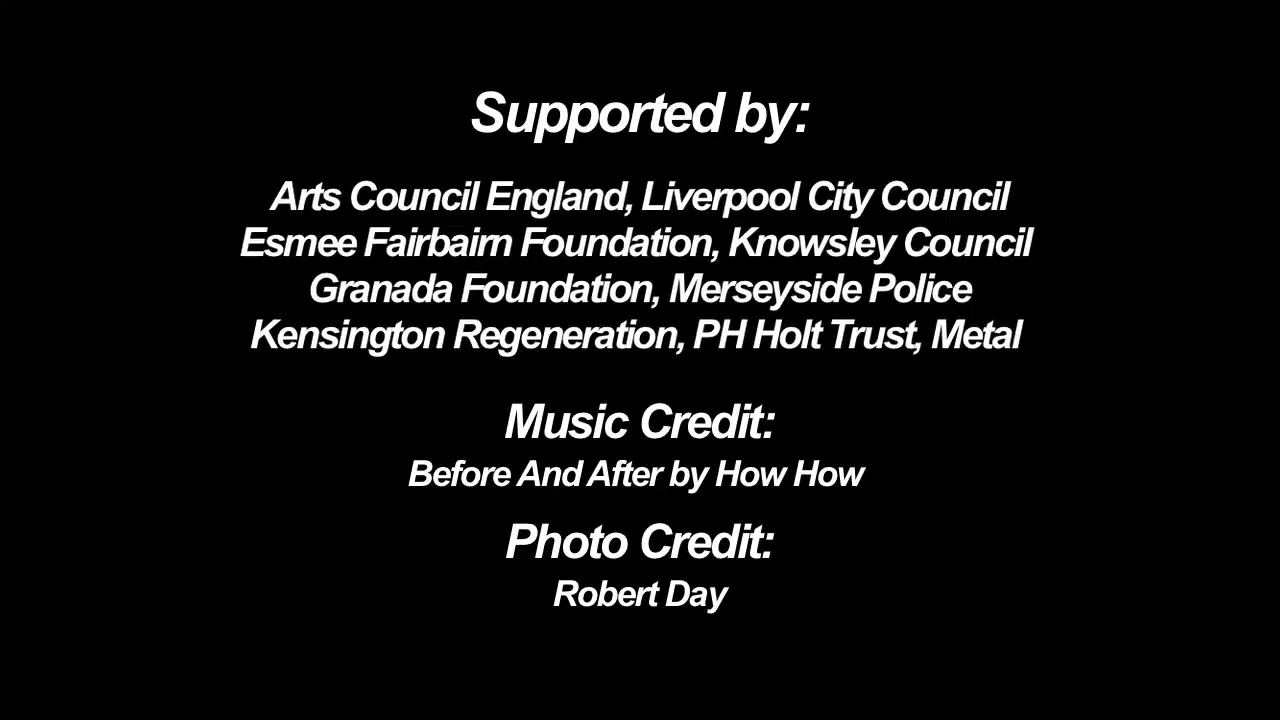 Supported by:
Arts Council England, Liverpool City Council
Esmee Fairbairn Foundation, Knowsley Council
Granada Foundation, Merseyside Police
Kensington Regeneration, PH Holt Trust, Metal
Music Credit:
Before And After by How How
Photo Credit:
Robert Day